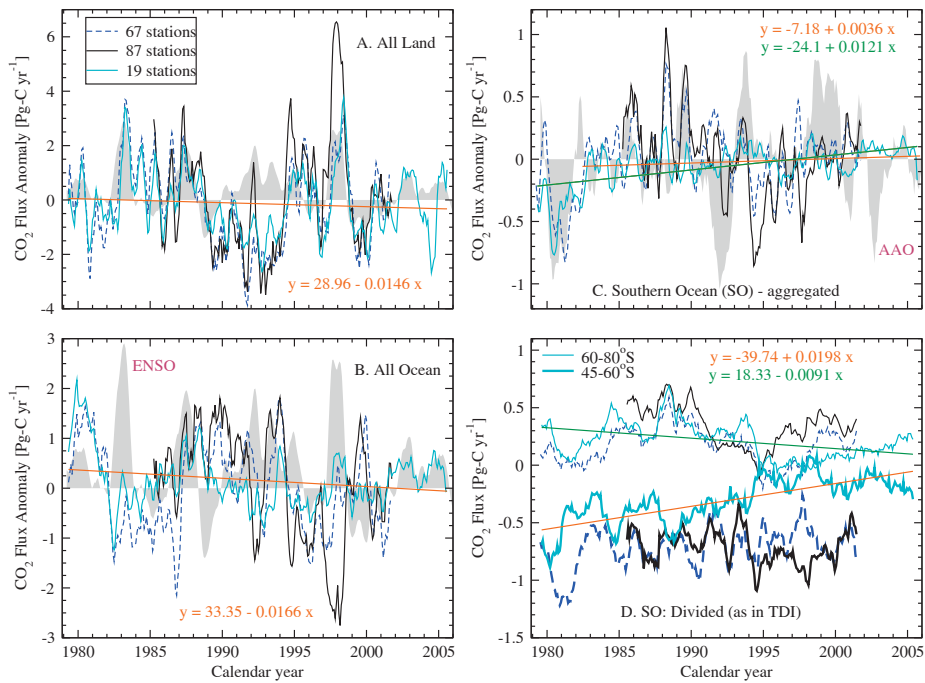 67 stations
87 stations
19 stations
A. All Land
y = 28.96 - 0.0146 x
CO2 Flux Anomaly [Pg-C yr-1]
6
4
2
0
-2
-4
y = -7.18 + 0.0036 x
y = -24.1 + 0.0121 x
AAO
C. Southern Ocean (SO) - aggregated
CO2 Flux Anomaly [Pg-C yr-1]
1
0.5
0
-0.5
-1
ENSO
B. All Ocean
y = 33.35 - 0.0166 x
CO2 Flux Anomaly [Pg-C yr-1]
3
2
1
0
-1
-2
-3
1980 1985 1990 1995 2000 2005
Calendar year
60-80°S
45-60°S
y = -39.74 + 0.0198 x
y = 18.33 - 0.0091 x
D. SO: Divided (as in TDI)
CO2 Flux [Pg-C yr-1]
1
0.5
0
-0.5
-1
-1.5
1980 1985 1990 1995 2000 2005
Calendar year